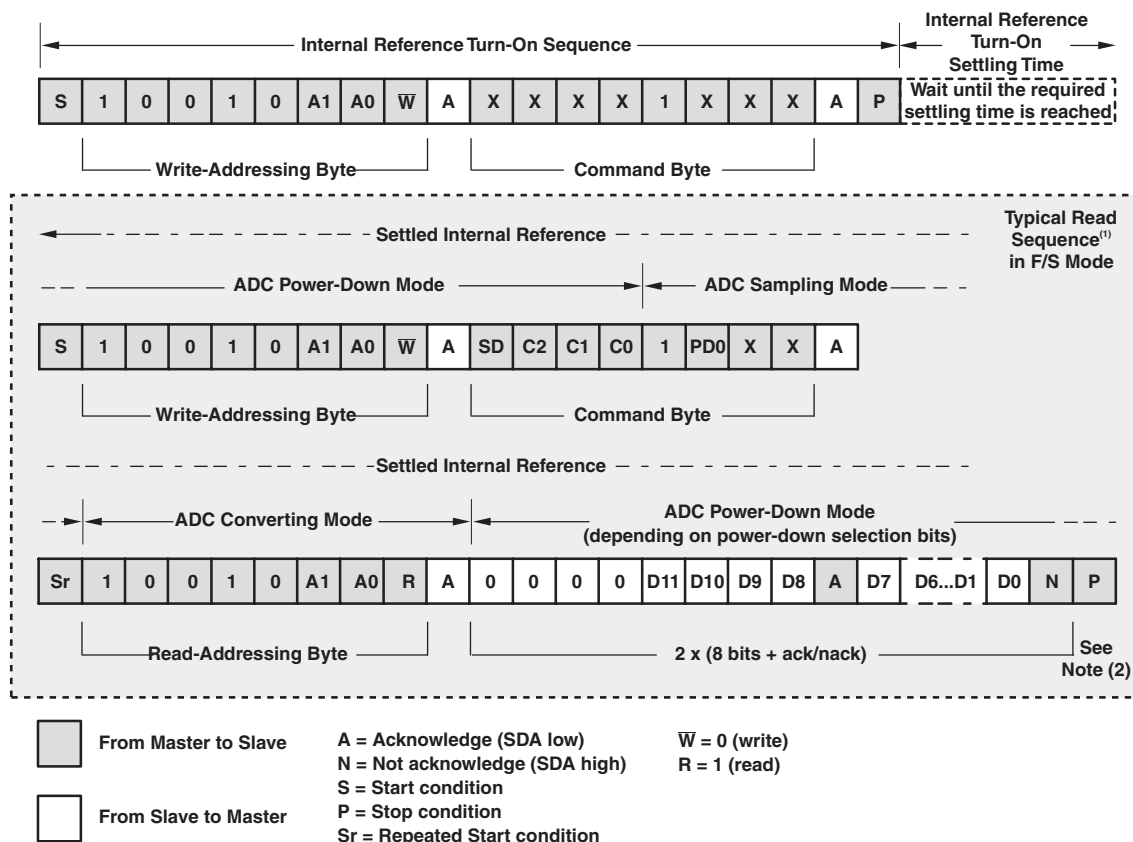 Internal Reference Turn-On Sequence
Internal Reference
Turn-On
Settling Time
S 1 0 0 1 0 A1 A0 W̅ A X X X X 1 X X X A P
Wait until the required
settling time is reached
Write-Addressing Byte
Command Byte
Typical Read
Sequence(1)
in F/S Mode
Settled Internal Reference
ADC Power-Down Mode
ADC Sampling Mode
S 1 0 0 1 0 A1 A0 W̅ A SD C2 C1 C0 1 PD0 X X A
Write-Addressing Byte
Command Byte
Settled Internal Reference
ADC Converting Mode
ADC Power-Down Mode
(depending on power-down selection bits)
Sr 1 0 0 1 0 A1 A0 R A 0 0 0 0 D11 D10 D9 D8 A D7 D6...D1 D0 N P
Read-Addressing Byte
2 x (8 bits + ack/nack)
See
Note (2)
From Master to Slave
From Slave to Master
A = Acknowledge (SDA low)
N = Not acknowledge (SDA high)
S = Start condition
P = Stop condition
Sr = Repeated Start condition
W̅ = 0 (write)
R = 1 (read)